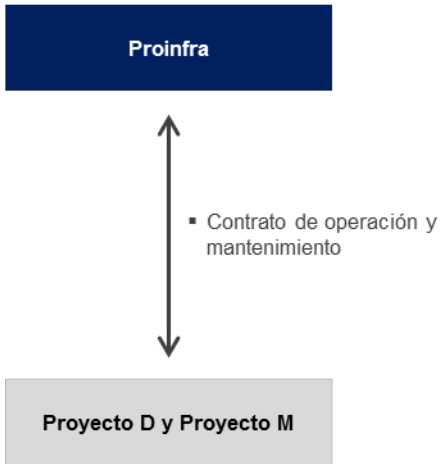 Proinfra
▪ Contrato de operación y
mantenimiento
Proyecto D y Proyecto M